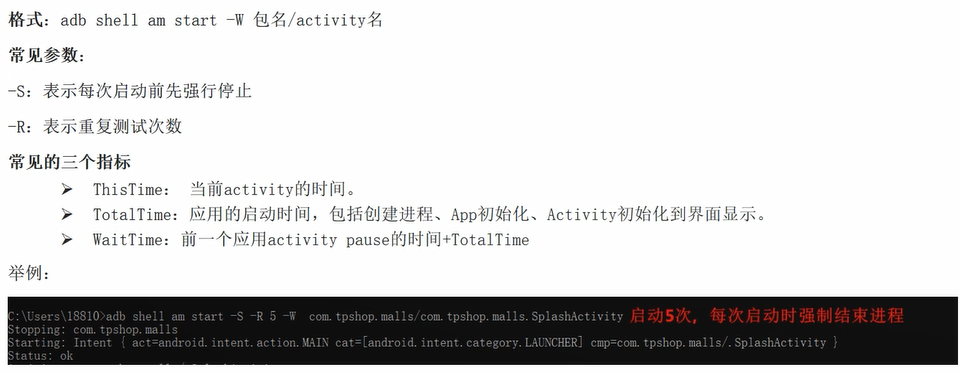 格式：adb shell am start -W 包名/activity名
常见参数：
-S：表示每次启动前先强行停止
-R：表示重复测试次数
常见的三个指标
➢ ThisTime： 当前activity的时间。
➢ TotalTime：应用的启动时间，包括创建进程、App初始化、Activity初始化到界面显示。
➢ WaitTime：前一个应用activity pause的时间+TotalTime
举例：
C:\Users\18810>adb shell am start -S -R 5 -W  com.tpshop.malls/com.tpshop.malls.SplashActivity 启动5次，每次启动时强制结束进程
Stopping: com.tpshop.malls
Starting: Intent { act=android.intent.action.MAIN cat=[android.intent.category.LAUNCHER] cmp=com.tpshop.malls/.SplashActivity }
Status: ok